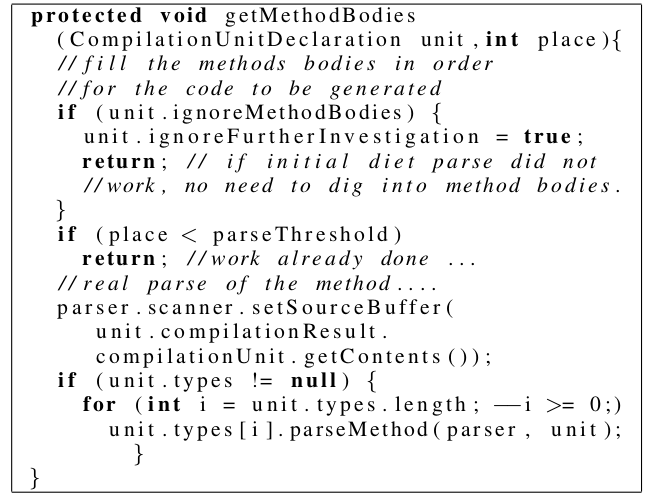 protected void getMethodBodies
(CompilationUnitDeclaration unit,int place){
//fill the methods bodies in order
//for the code to be generated
if (unit.ignoreMethodBodies) {
unit.ignoreFurtherInvestigation = true;
return; // if initial diet parse did not
//work, no need to dig into method bodies.
}
if (place < parseThreshold)
return; //work already done ...
//real parse of the method....
parser.scanner.setSourceBuffer(
unit.compilationResult.
compilationUnit.getContents());
if (unit.types != null) {
for (int i = unit.types.length; —i >= 0;)
unit.types[i].parseMethod(parser, unit);
}
}